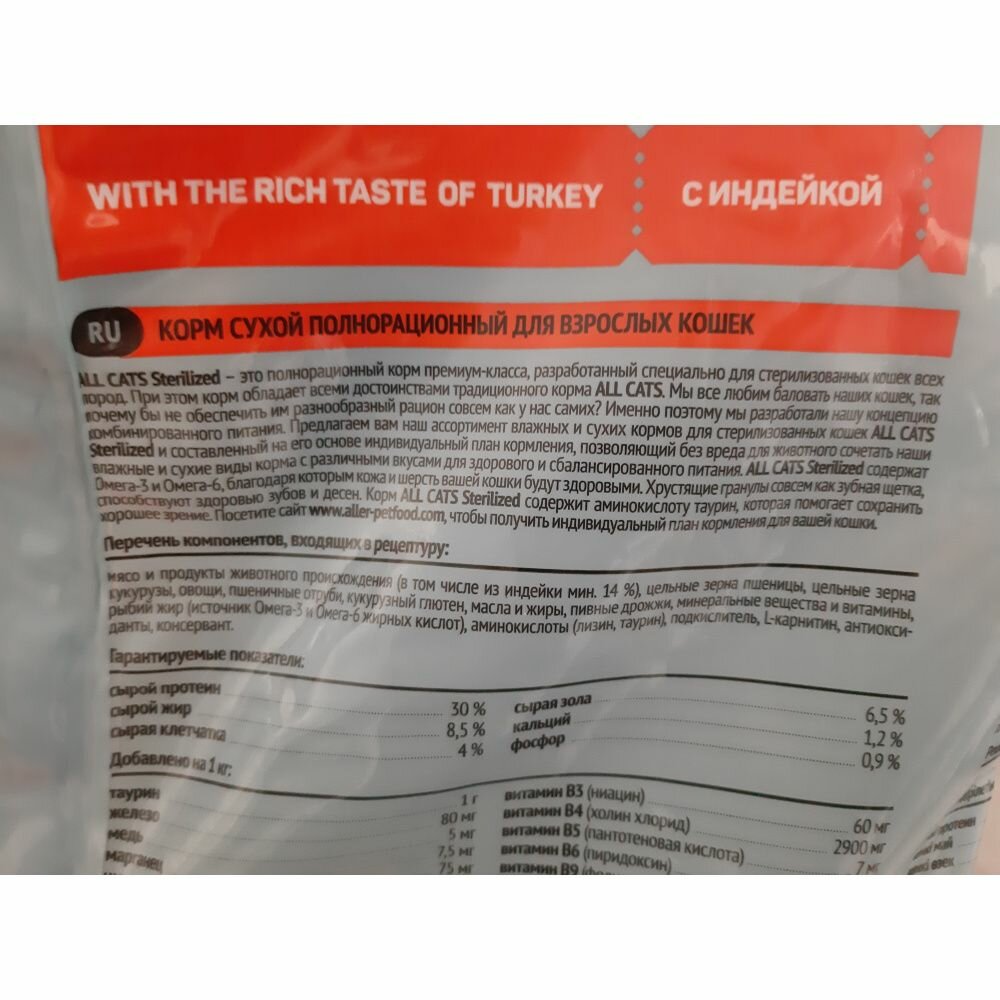 WITH THE RICH TASTE OF TURKEY
С ИНДЕЙКОЙ
RU
КОРМ СУХОЙ ПОЛНОРАЦИОННЫЙ ДЛЯ ВЗРОСЛЫХ КОШЕК
ALL CATS Sterilized – это полнорационный корм премиум-класса, разработанный специально для стерилизованных кошек всех
пород. При этом корм обладает всеми достоинствами традиционного корма ALL CATS. Мы все любим баловать наших кошек, так
почему бы не обеспечить им разнообразный рацион совсем как у нас самих? Именно поэтому мы разработали нашу концепцию
комбинированного питания. Предлагаем вам наш ассортимент влажных и сухих кормов для стерилизованных кошек ALL CATS
Sterilized и составленный на его основе индивидуальный план кормления, позволяющий без вреда для животного сочетать наши
влажные и сухие виды корма с различными вкусами для здорового и сбалансированного питания. ALL CATS Sterilized содержат
Омега-3 и Омега-6, благодаря которым кожа и шерсть вашей кошки будут здоровыми. Хрустящие гранулы совсем как зубная щетка,
способствуют здоровью зубов и десен. Корм ALL CATS Sterilized содержит аминокислоту таурин, которая помогает сохранить
хорошее зрение. Посетите сайт www.aller-petfood.com, чтобы получить индивидуальный план кормления для вашей кошки.
Перечень компонентов, входящих в рецептуру:
мясо и продукты животного происхождения (в том числе из индейки мин. 14 %), цельные зерна пшеницы, цельные зерна
кукурузы, овощи, пшеничные отруби, кукурузный глютен, масла и жиры, пивные дрожжи, минеральные вещества и витамины,
рыбий жир (источник Омега-3 и Омега-6 жирных кислот), аминокислоты (лизин, таурин), подкислитель, L-карнитин, антиокси-
данты, консервант.
Гарантируемые показатели:
сырой протеин 30 %
сырой жир 8,5 %
сырая клетчатка 4 %
сырая зола 6,5 %
кальций 1,2 %
фосфор 0,9 %
Добавлено на 1 кг:
таурин 1 г
железо 80 мг
медь 5 мг
марганец 7,5 мг
75 мг
витамин В3 (ниацин) 60 мг
витамин В4 (холин хлорид) 2900 мг
витамин В5 (пантотеновая кислота) 7 мг
витамин В6 (пиридоксин)
витамин В9